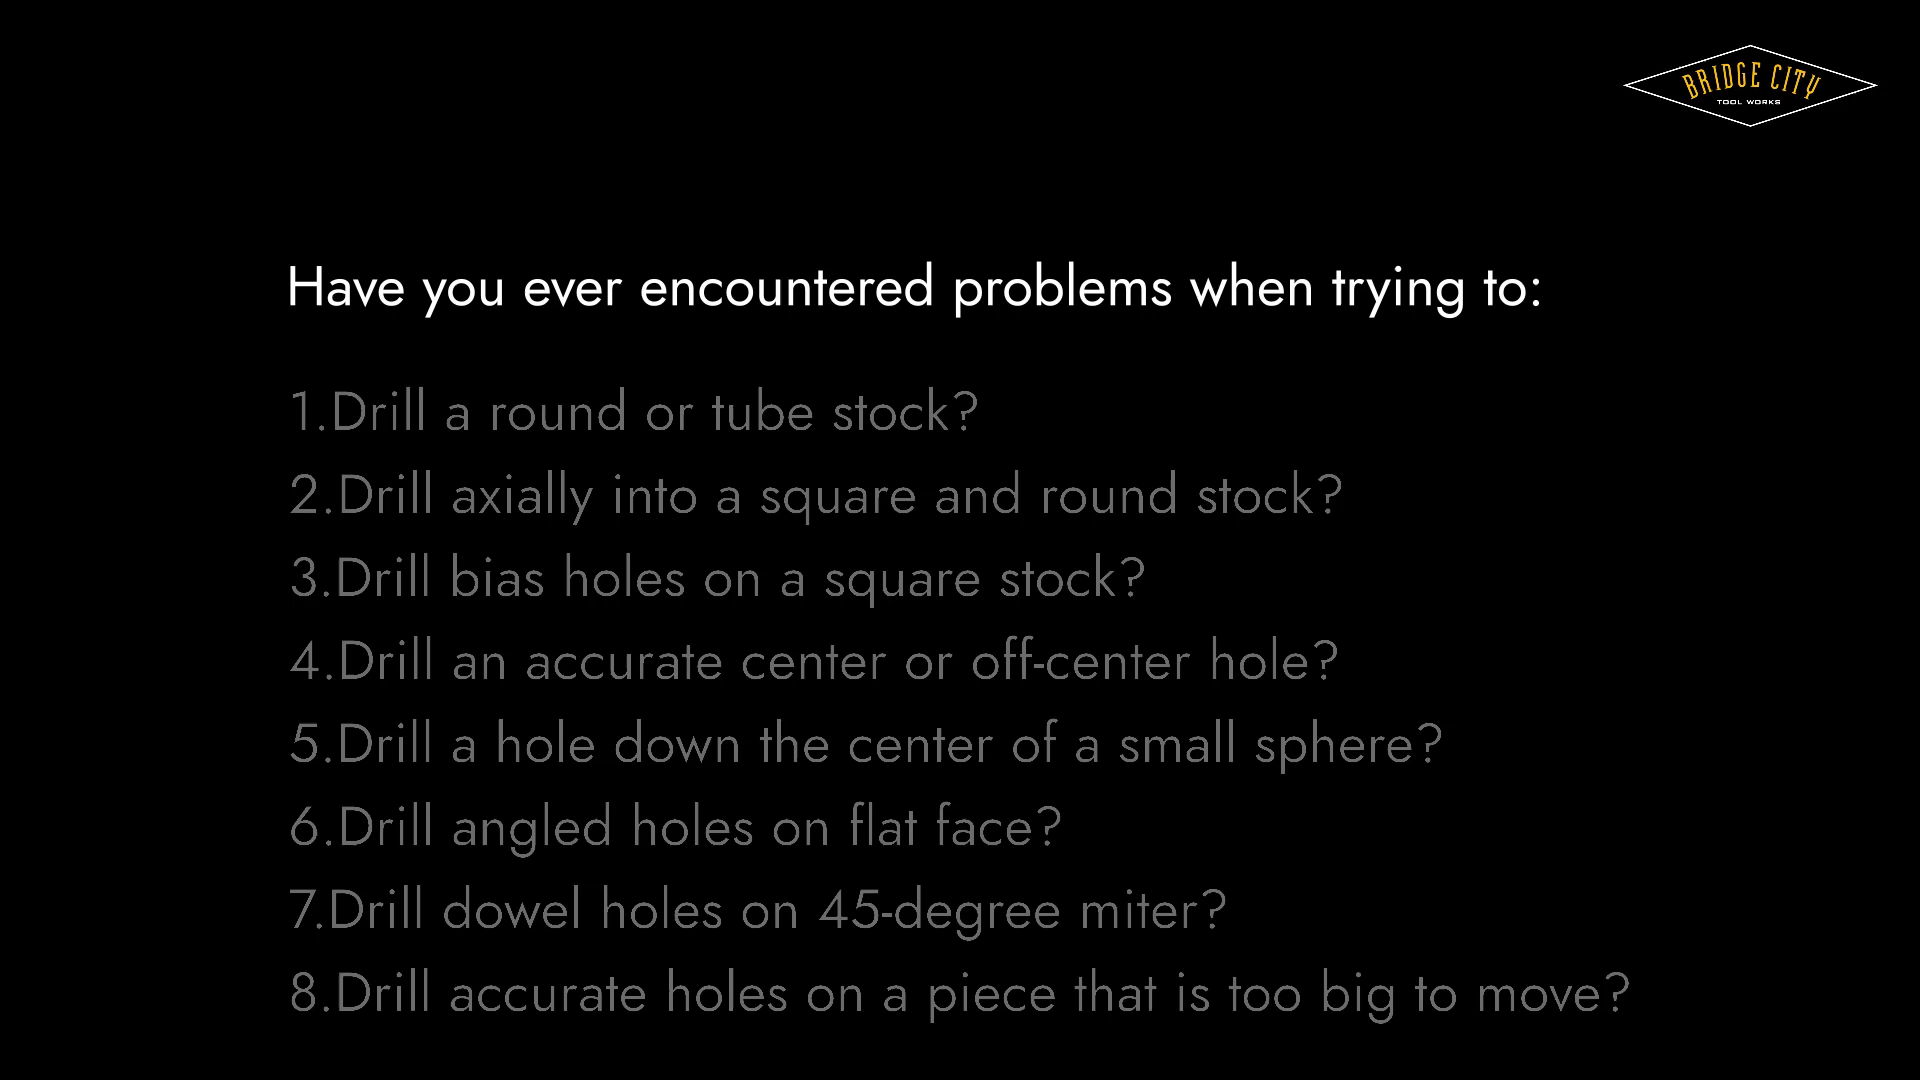 BRIDGE CITY
TOOL WORKS
Have you ever encountered problems when trying to:
1.Drill a round or tube stock?
2.Drill axially into a square and round stock?
3.Drill bias holes on a square stock?
4.Drill an accurate center or off-center hole?
5.Drill a hole down the center of a small sphere?
6.Drill angled holes on flat face?
7.Drill dowel holes on 45-degree miter?
8.Drill accurate holes on a piece that is too big to move?